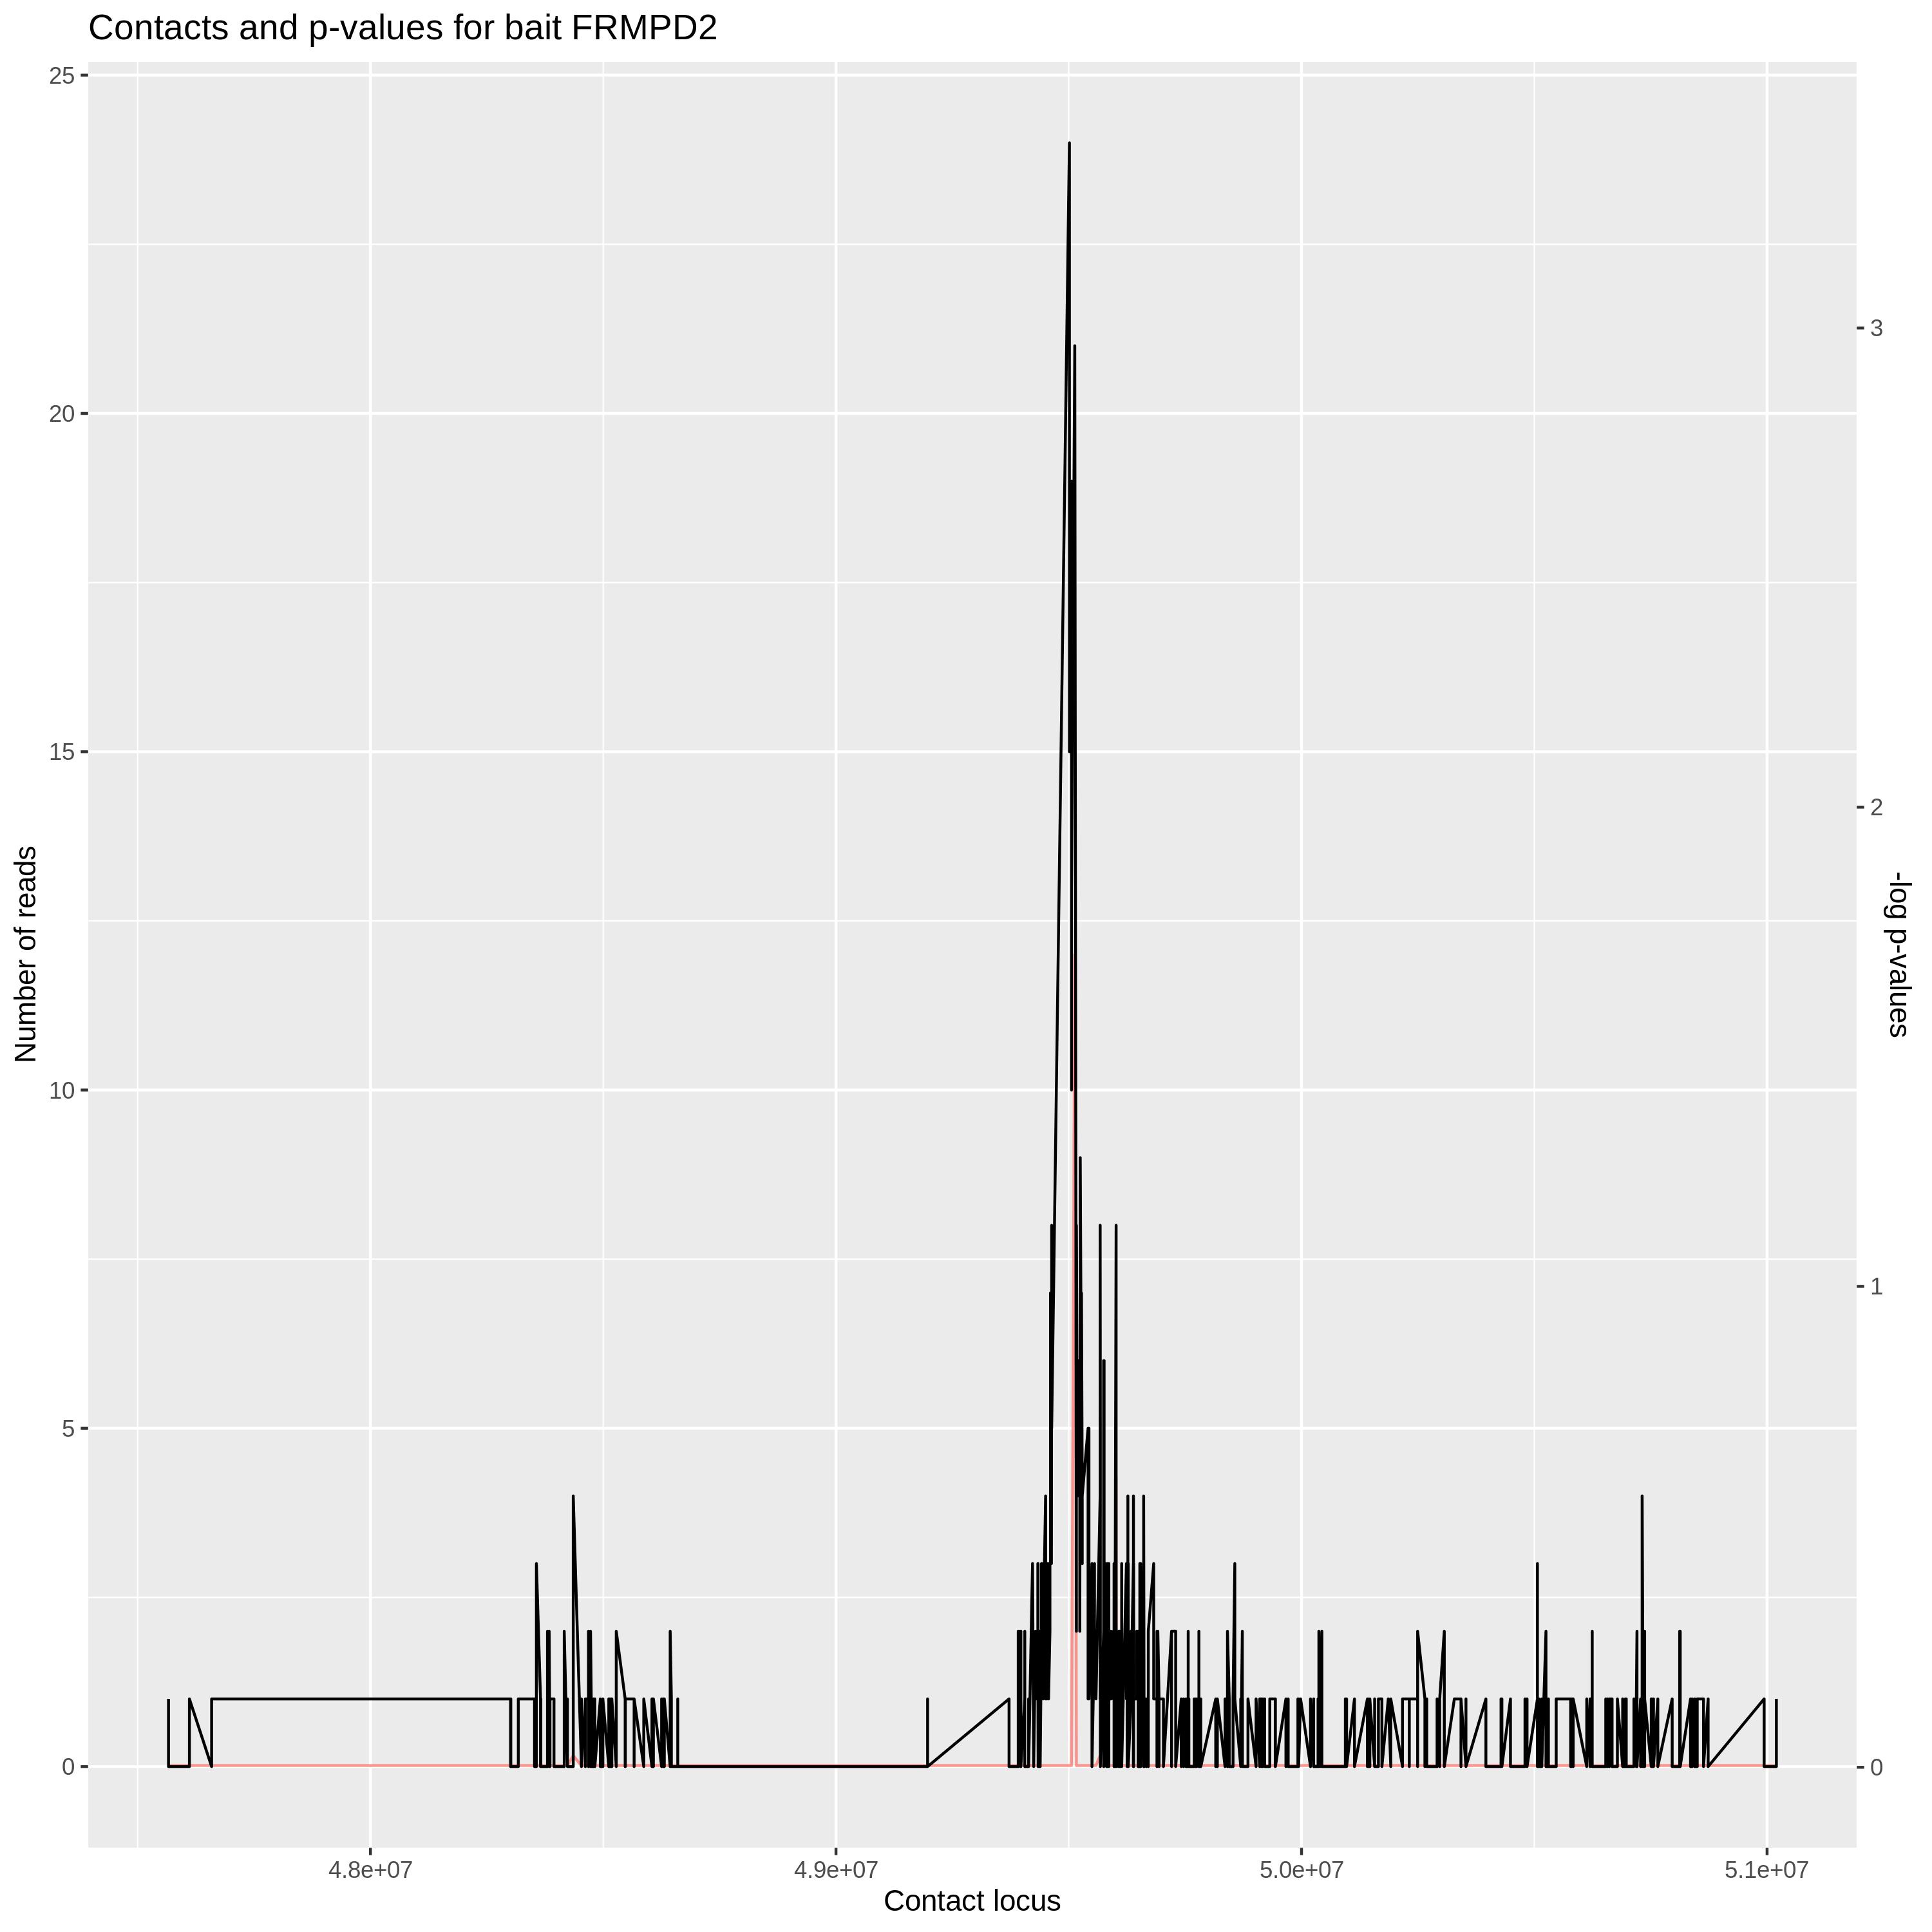 Contacts and p-values for bait FRMPD2
25
20
15
10
5
0
Number of reads
3
2
1
0
-log p-values
4.8e+07
4.9e+07
5.0e+07
5.1e+07
Contact locus